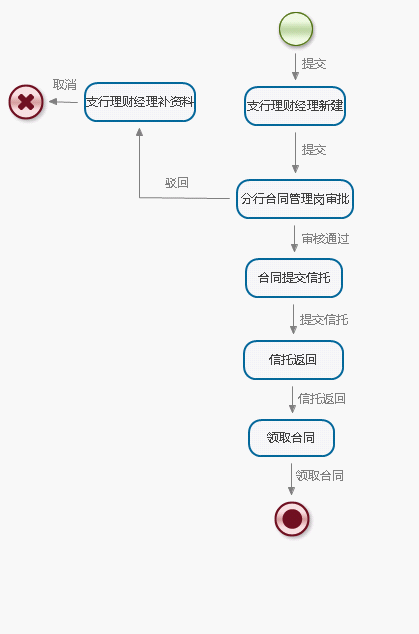 提交
取消
支行理财经理补资料
支行理财经理新建
提交
驳回
分行合同管理岗审批
审核通过
合同提交信托
提交信托
信托返回
信托返回
领取合同
领取合同